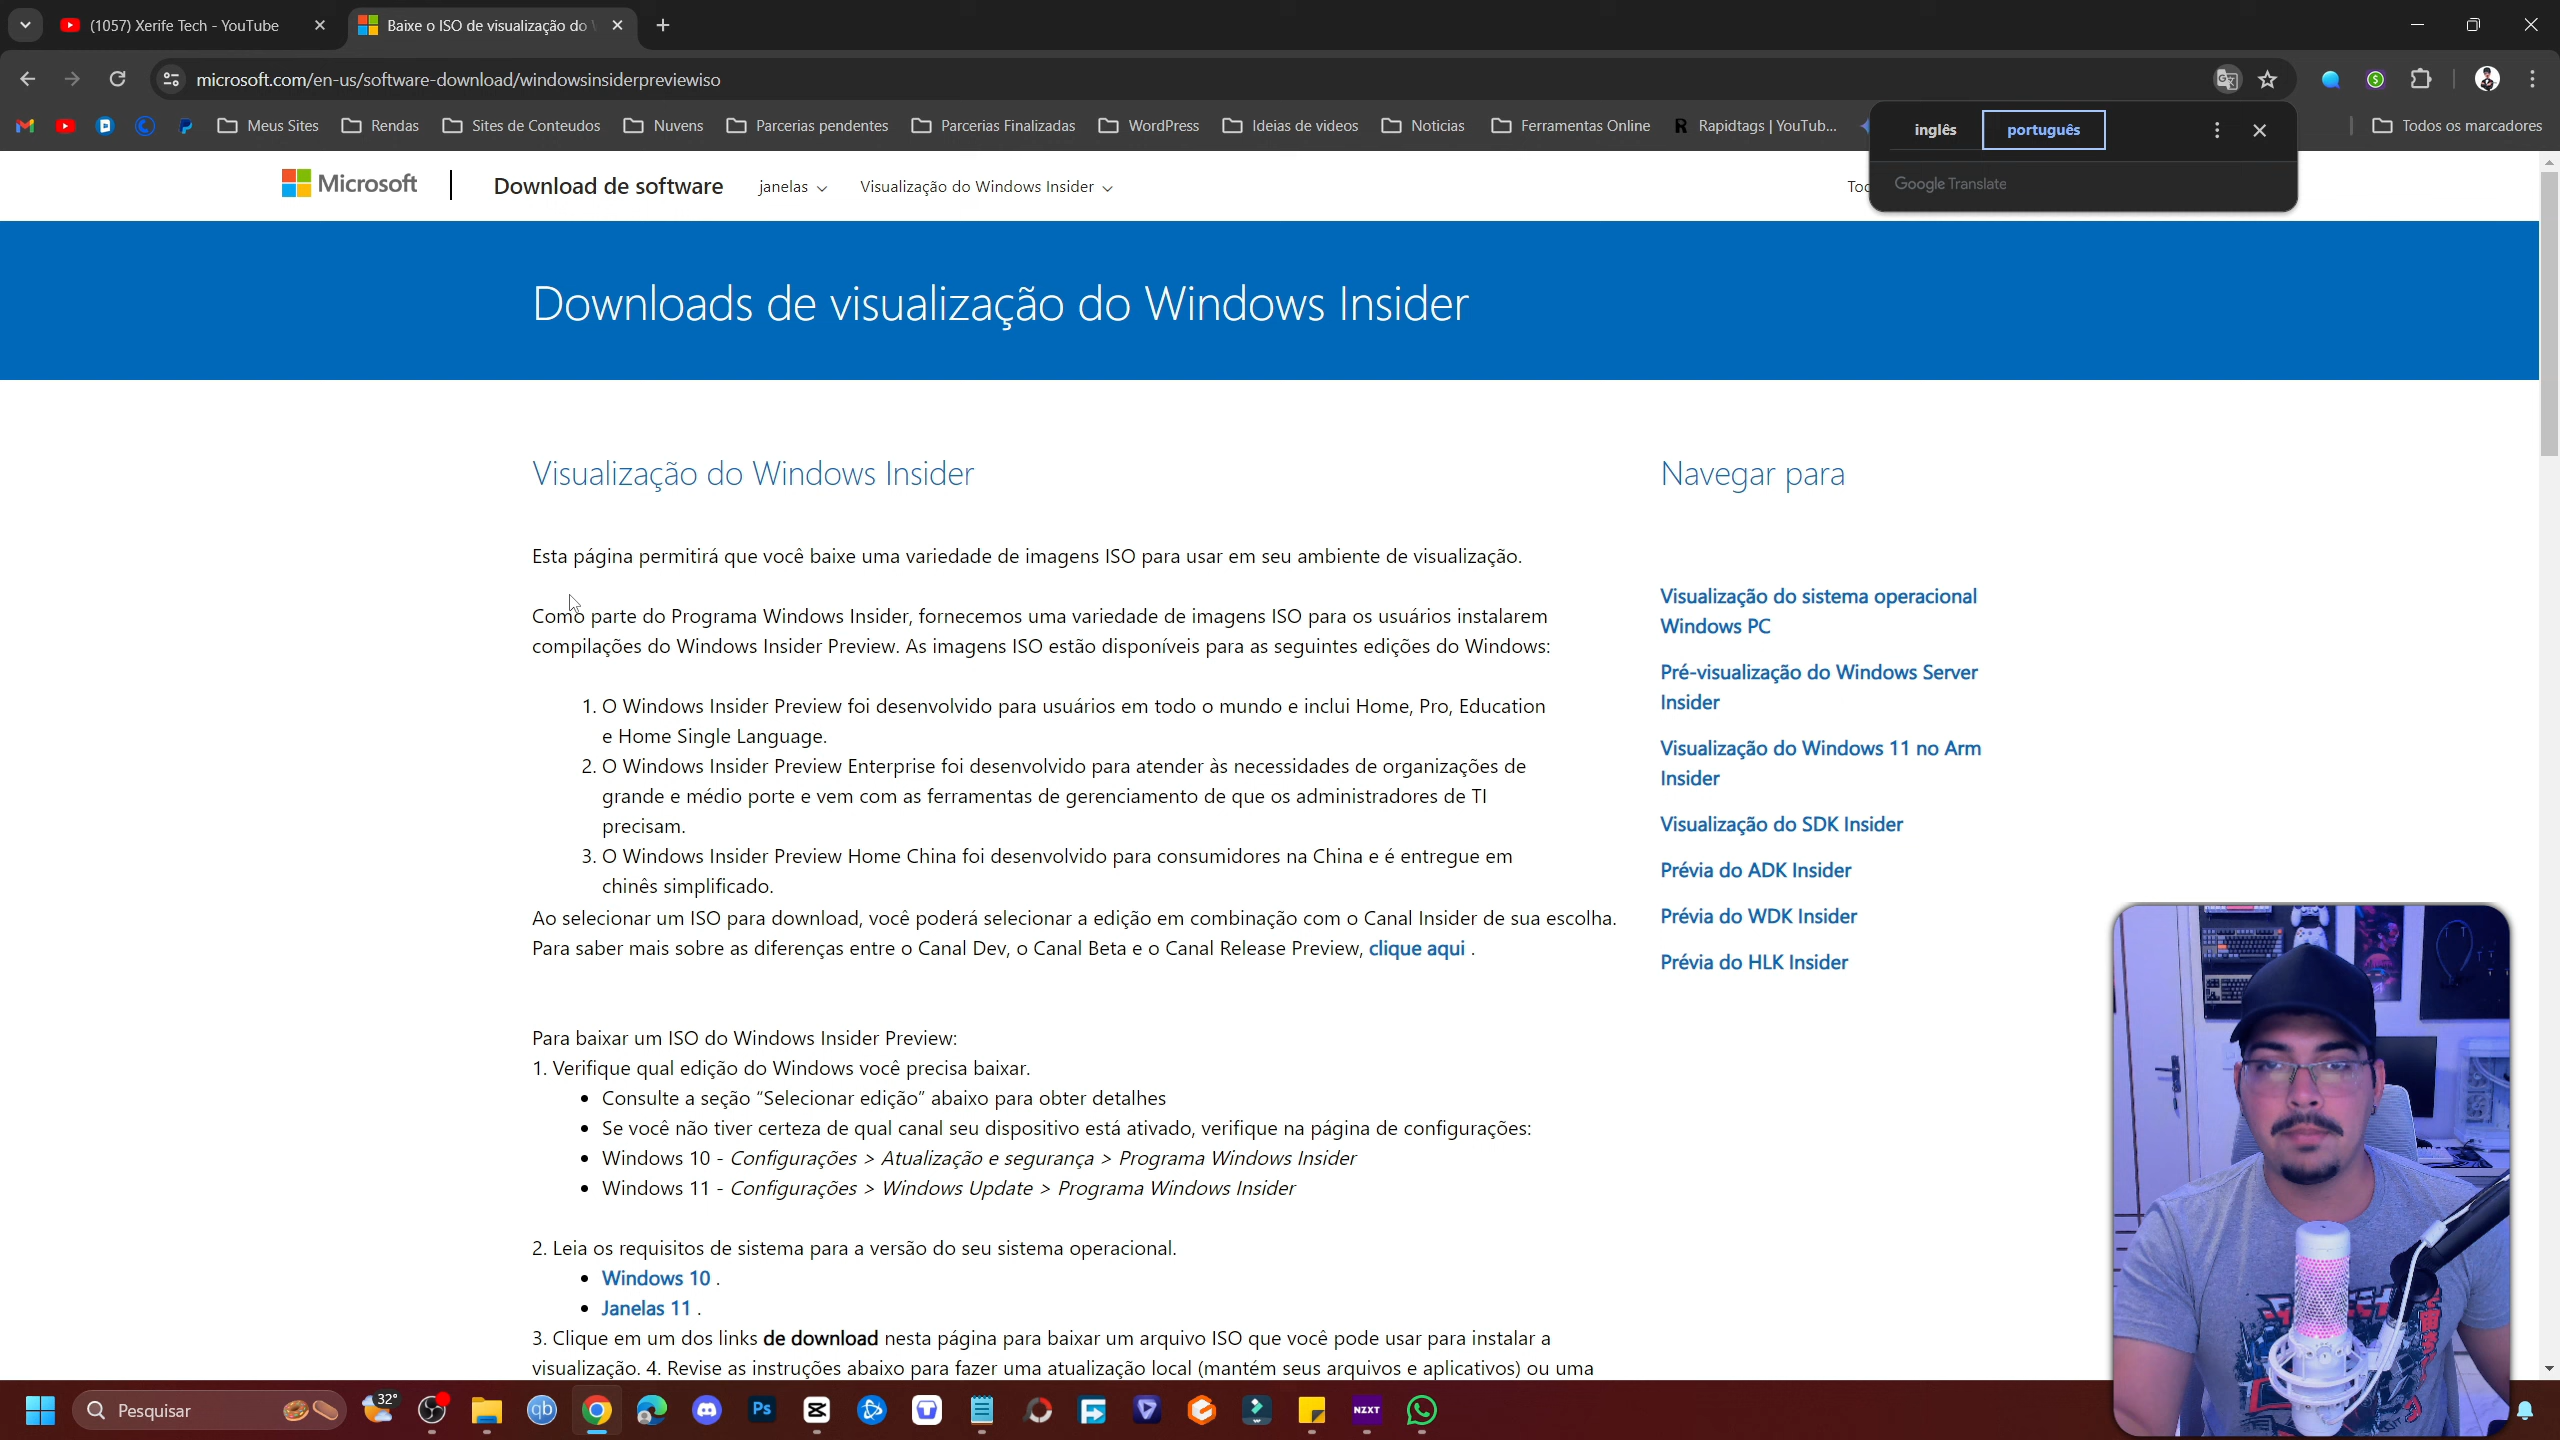 (1057) Xerife Tech - YouTube
Baixe o ISO de visualização do
microsoft.com/en-us/software-download/windowsinsiderpreviewiso
Meus Sites
Rendas
Sites de Conteudos
Nuvens
Parcerias pendentes
Parcerias Finalizadas
WordPress
Ideias de videos
Noticias
Ferramentas Online
Rapidtags | YouTub...
Todos os marcadores
inglês
português
Google Translate
Microsoft
Download de software
janelas
Visualização do Windows Insider
Downloads de visualização do Windows Insider
Visualização do Windows Insider
Esta página permitirá que você baixe uma variedade de imagens ISO para usar em seu ambiente de visualização.
Como parte do Programa Windows Insider, fornecemos uma variedade de imagens ISO para os usuários instalarem
compilações do Windows Insider Preview. As imagens ISO estão disponíveis para as seguintes edições do Windows:
1. O Windows Insider Preview foi desenvolvido para usuários em todo o mundo e inclui Home, Pro, Education
e Home Single Language.
2. O Windows Insider Preview Enterprise foi desenvolvido para atender às necessidades de organizações de
grande e médio porte e vem com as ferramentas de gerenciamento de que os administradores de TI
precisam.
3. O Windows Insider Preview Home China foi desenvolvido para consumidores na China e é entregue em
chinês simplificado.
Ao selecionar um ISO para download, você poderá selecionar a edição em combinação com o Canal Insider de sua escolha.
Para saber mais sobre as diferenças entre o Canal Dev, o Canal Beta e o Canal Release Preview, clique aqui .
Para baixar um ISO do Windows Insider Preview:
1. Verifique qual edição do Windows você precisa baixar.
• Consulte a seção “Selecionar edição” abaixo para obter detalhes
• Se você não tiver certeza de qual canal seu dispositivo está ativado, verifique na página de configurações:
• Windows 10 - Configurações > Atualização e segurança > Programa Windows Insider
• Windows 11 - Configurações > Windows Update > Programa Windows Insider
2. Leia os requisitos de sistema para a versão do seu sistema operacional.
• Windows 10 .
• Janelas 11 .
3. Clique em um dos links de download nesta página para baixar um arquivo ISO que você pode usar para instalar a
visualização. 4. Revise as instruções abaixo para fazer uma atualização local (mantém seus arquivos e aplicativos) ou uma
Navegar para
Visualização do sistema operacional
Windows PC
Pré-visualização do Windows Server
Insider
Visualização do Windows 11 no Arm
Insider
Visualização do SDK Insider
Prévia do ADK Insider
Prévia do WDK Insider
Prévia do HLK Insider
Pesquisar
32°
qb
Ps
NZXT